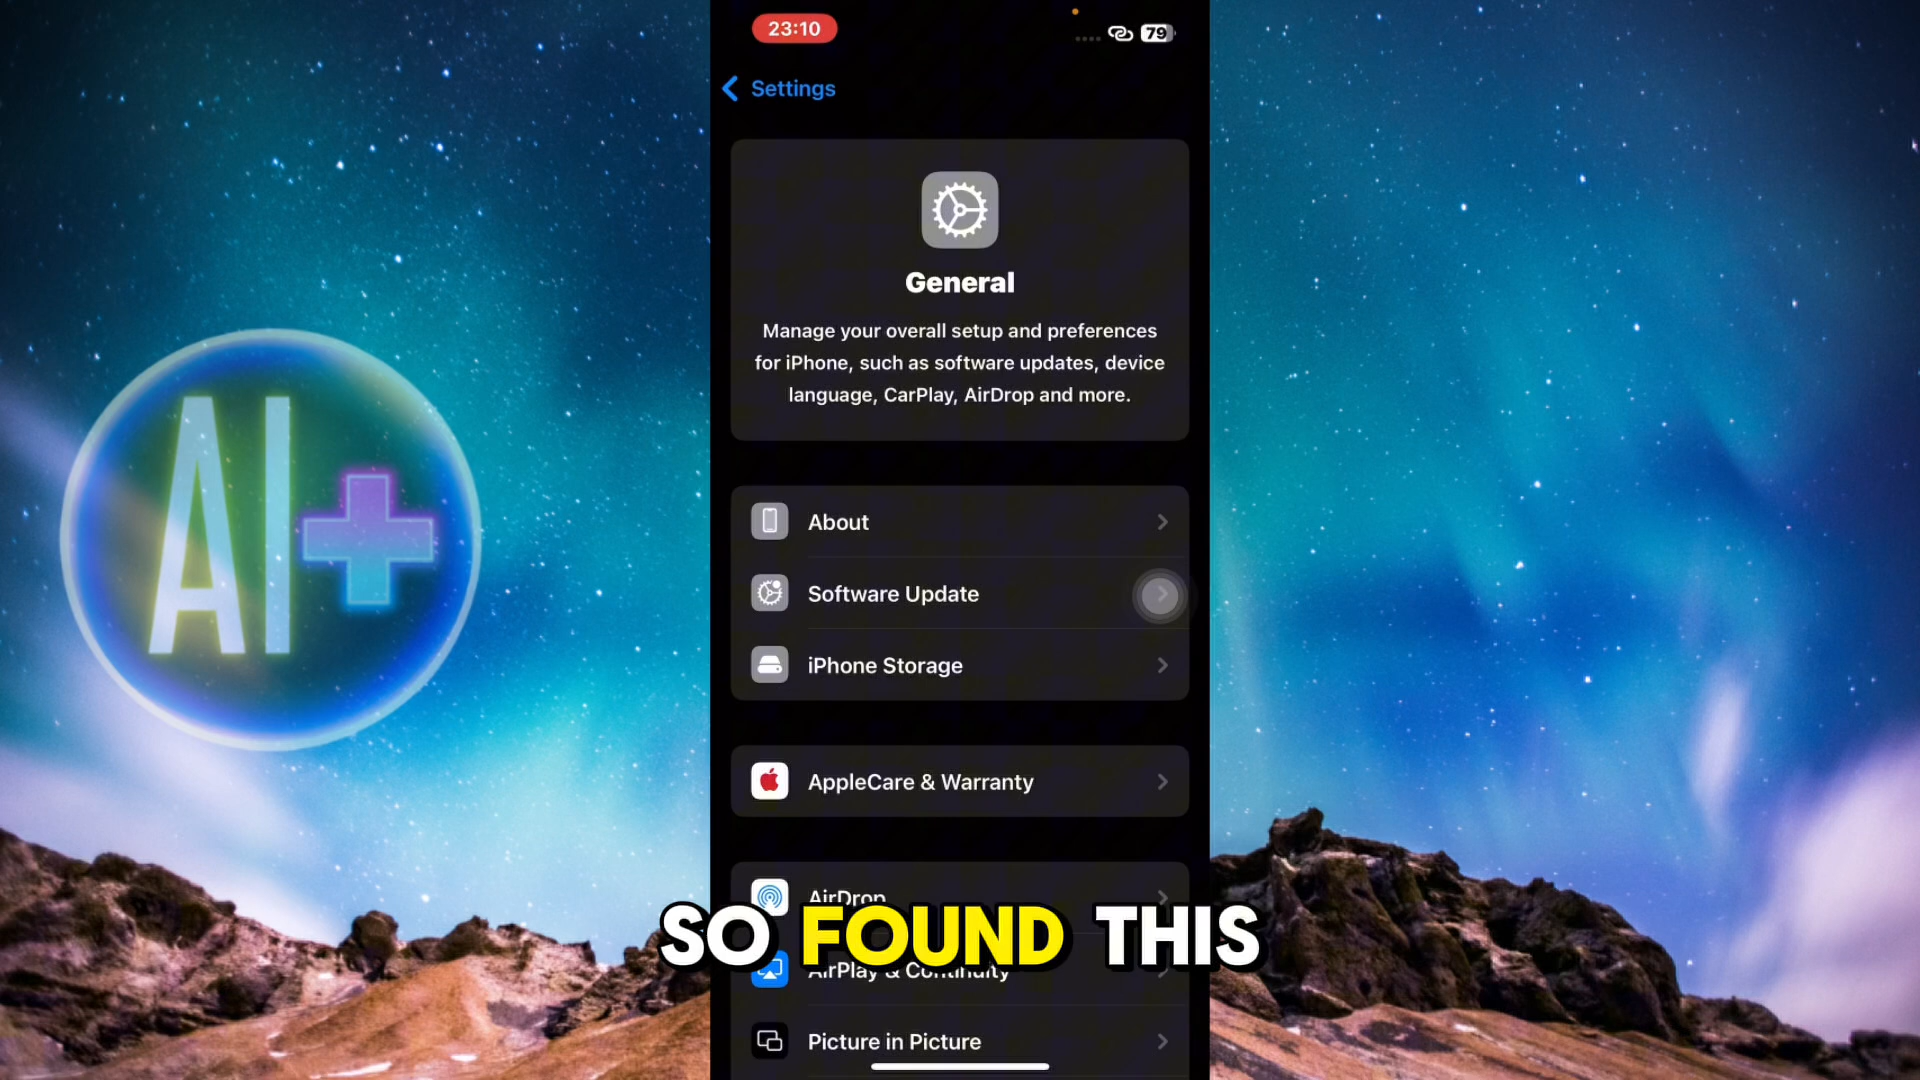 23:10
79
Settings
General
Manage your overall setup and preferences
for iPhone, such as software updates, device
language, CarPlay, AirDrop and more.
AI+
About
Software Update
iPhone Storage
AppleCare & Warranty
AirDrop
SO FOUND THIS
AirPlay & Continuity
Picture in Picture